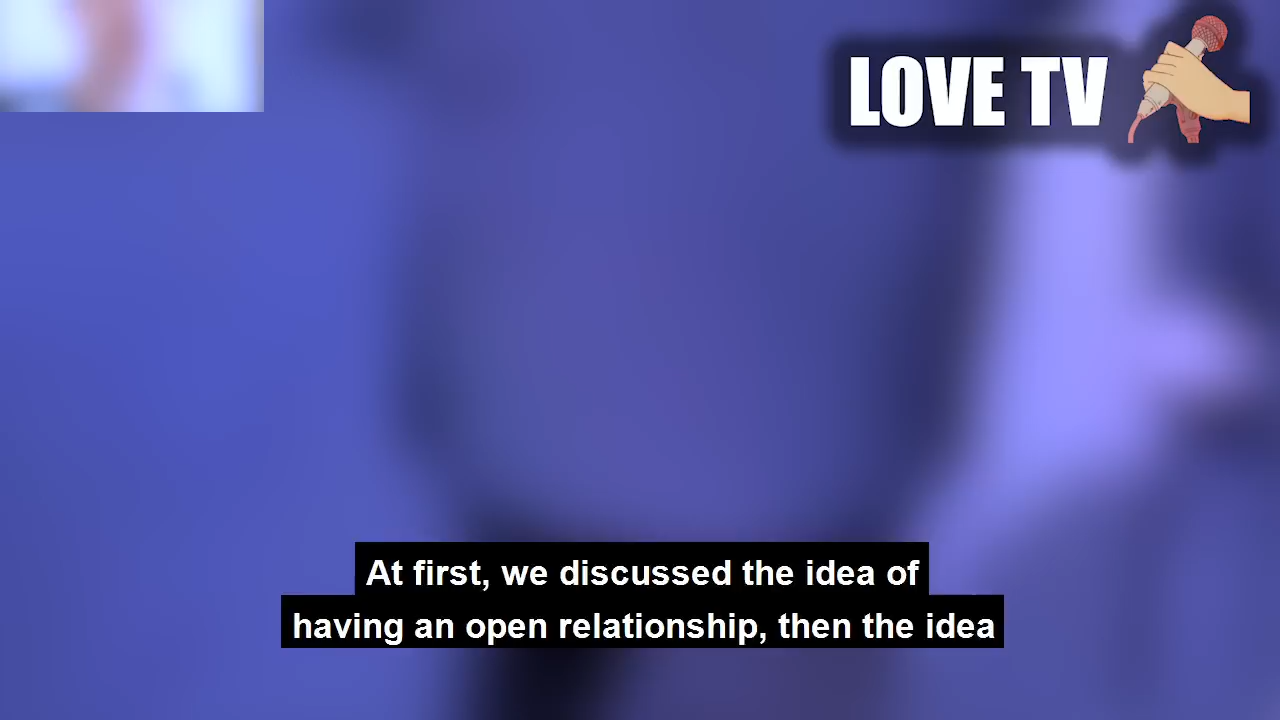 LOVE TV
At first, we discussed the idea of
having an open relationship, then the idea